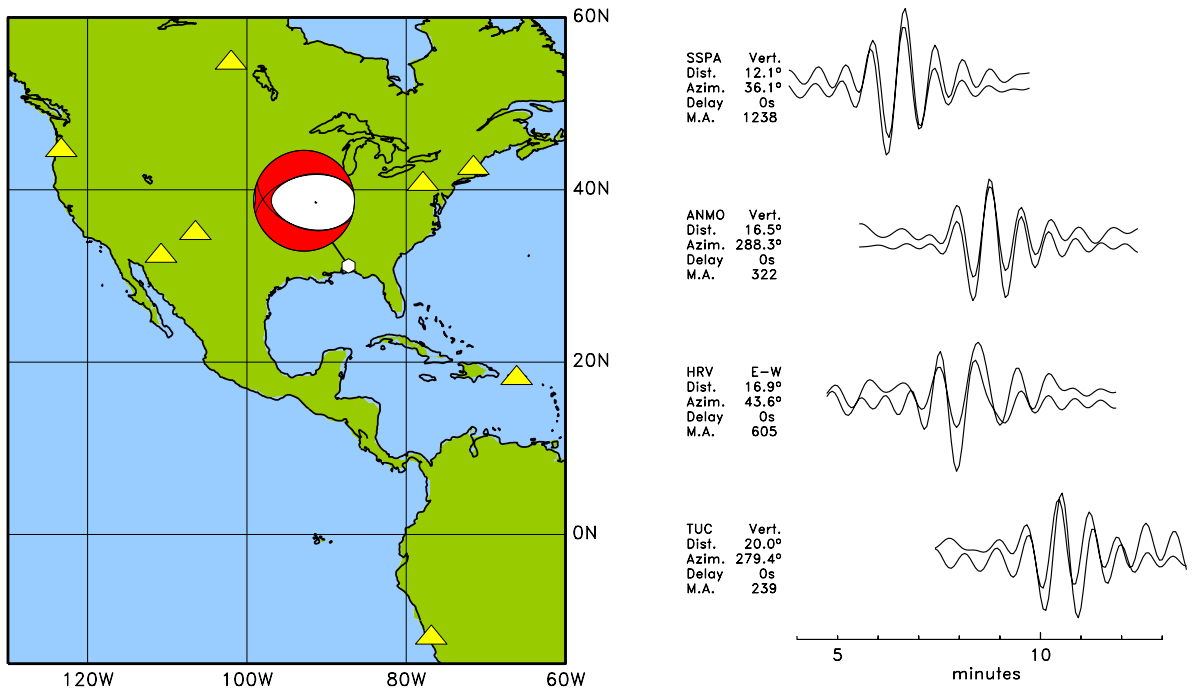 60N
40N
20N
0N
120W 100W 80W 60W
SSPA Vert.
Dist. 12.1°
Azim. 36.1°
Delay 0s
M.A. 1238
ANMO Vert.
Dist. 16.5°
Azim. 288.3°
Delay 0s
M.A. 322
HRV E-W
Dist. 16.9°
Azim. 43.6°
Delay 0s
M.A. 605
TUC Vert.
Dist. 20.0°
Azim. 279.4°
Delay 0s
M.A. 239
5 10
minutes